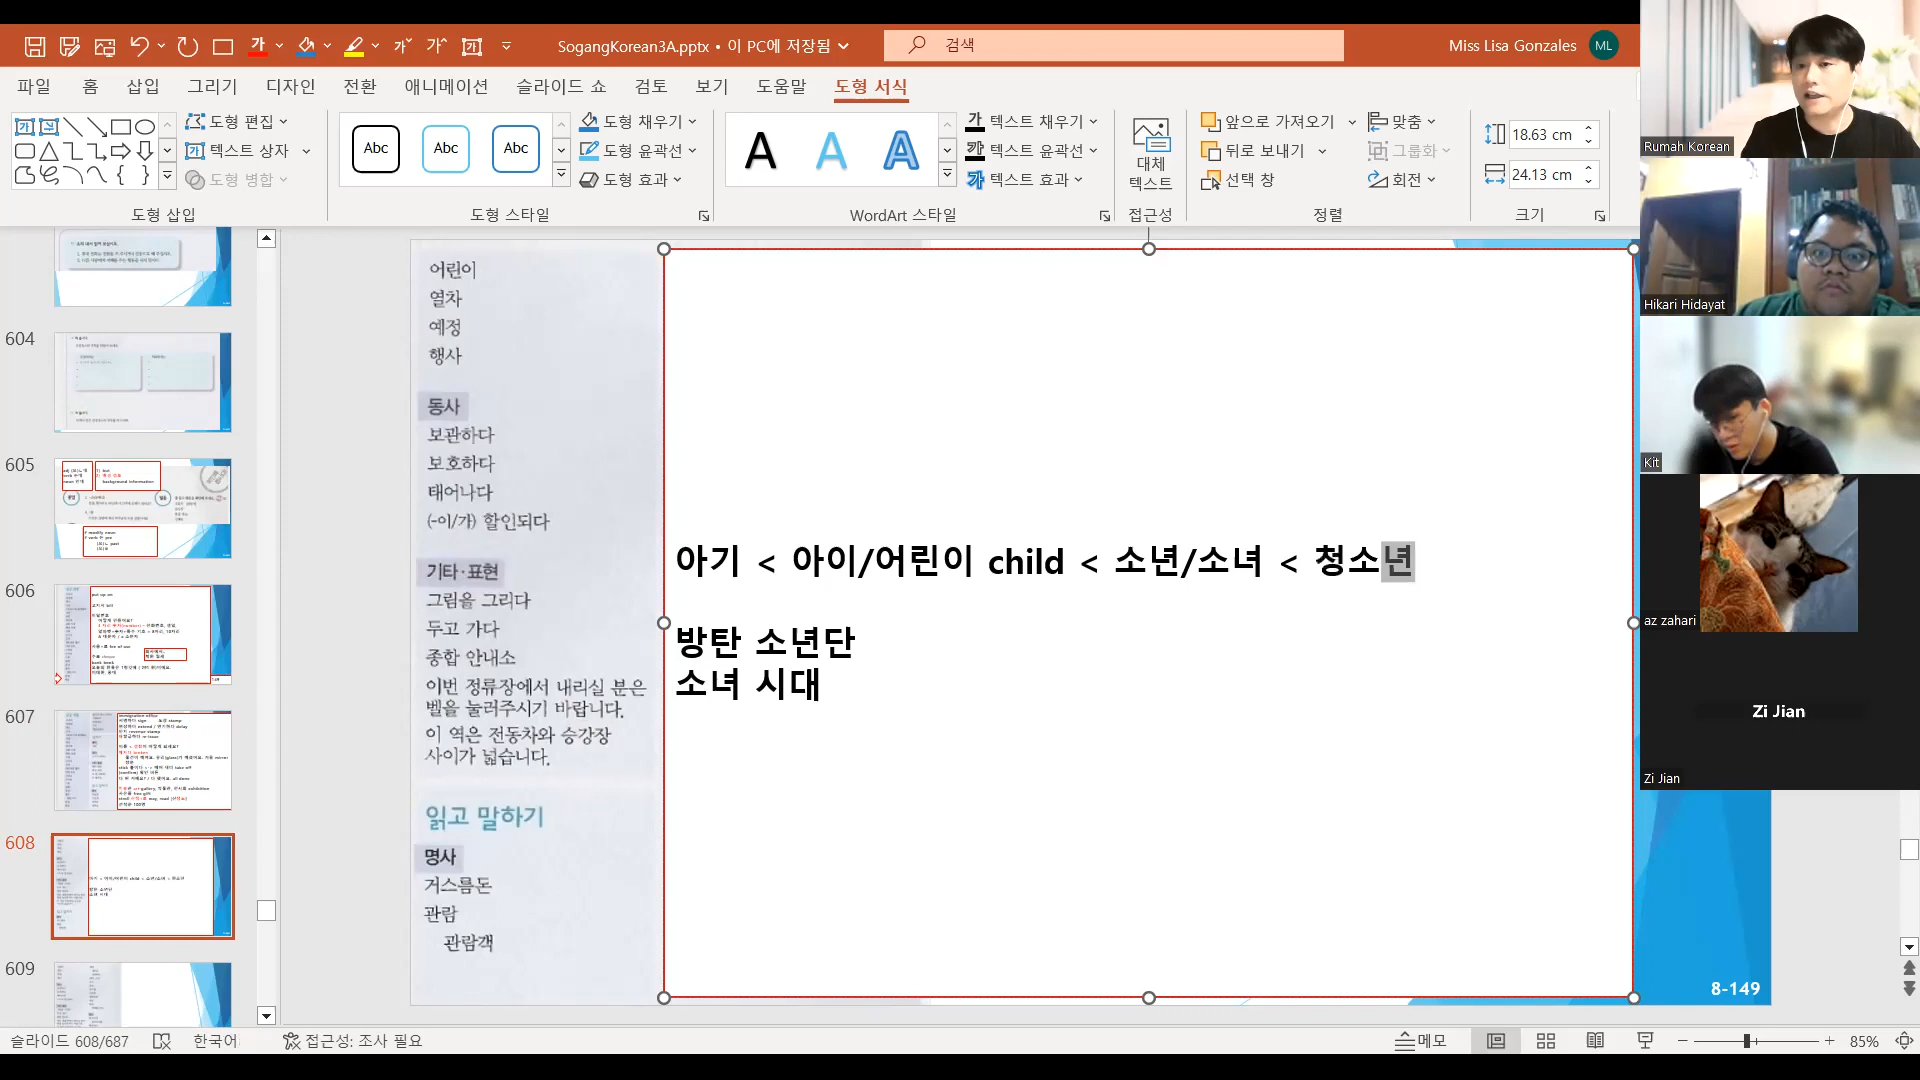 SogangKorean3A.pptx • 이 PC에 저장됨
검색
Miss Lisa Gonzales
ML
파일 홈 삽입 그리기 디자인 전환 애니메이션 슬라이드 쇼 검토 보기 도움말 도형 서식
도형 편집
텍스트 상자
도형 병합
도형 삽입
Abc Abc Abc
도형 채우기
도형 윤곽선
도형 효과
도형 스타일
A A A
텍스트 채우기
텍스트 윤곽선
텍스트 효과
WordArt 스타일
대체
텍스트
접근성
앞으로 가져오기
뒤로 보내기
선택 창
맞춤
그룹화
회전
정렬
18.63 cm
24.13 cm
크기
604
605
606
607
608
609
어린이
열차
예정
행사
동사
보관하다
보호하다
태어나다
(-이/가) 할인되다
기타·표현
그림을 그리다
두고 가다
종합 안내소
이번 정류장에서 내리실 분은
벨을 눌러주시기 바랍니다.
이 역은 전동차와 승강장
사이가 넓습니다.
읽고 말하기
명사
거스름돈
관람
관람객
아기 < 아이/어린이 child < 소년/소녀 < 청소년
방탄 소년단
소녀 시대
8-149
Rumah Korean
Hikari Hidayat
Kit
az zahari
Zi Jian
Zi Jian
슬라이드 608/687
한국어
접근성: 조사 필요
메모
85%